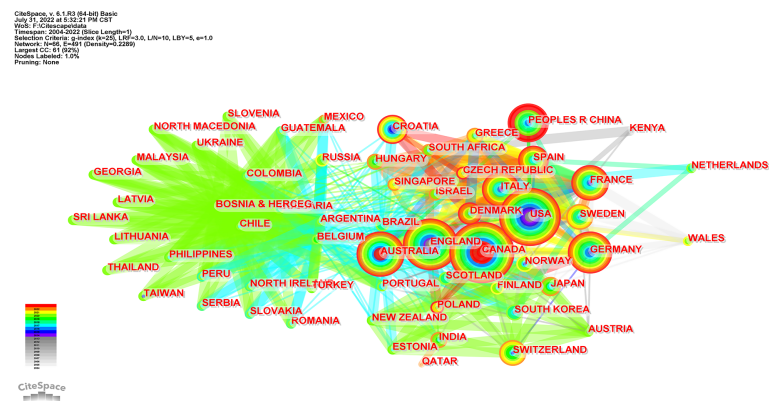 CiteSpace, v. 6.1.R3 (64-bit) Basic
July 31, 2022 at 5:32:21 PM CST
WoS: F:\Citescape\data
Timespan: 2004-2022 (Slice Length=1)
Selection Criteria: g-index (k=25), LRF=3.0, L/N=10, LBY=5, e=1.0
Network: N=66, E=491 (Density=0.2289)
Largest CC: 61 (92%)
Nodes Labeled: 1.0%
Pruning: None
SLOVENIA
MEXICO
PEOPLES R CHINA
NORTH MACEDONIA
GUATEMALA
CROATIA
KENYA
GREECE
UKRAINE
SOUTH AFRICA
MALAYSIA
RUSSIA
HUNGARY
SPAIN
GEORGIA
COLOMBIA
CZECH REPUBLIC
NETHERLANDS
SINGAPORE
ITALY
FRANCE
ISRAEL
LATVIA
BOSNIA & HERCEG
ARIA
DENMARK
USA
SWEDEN
SRI LANKA
CHILE
ARGENTINA
BRAZIL
LITHUANIA
BELGIUM
ENGLAND
WALES
PHILIPPINES
AUSTRALIA
CANADA
GERMANY
THAILAND
PERU
SCOTLAND
NORWAY
NORTH IREL
TURKEY
PORTUGAL
FINLAND
JAPAN
TAIWAN
SERBIA
SLOVAKIA
POLAND
SOUTH KOREA
ROMANIA
NEW ZEALAND
AUSTRIA
ESTONIA
INDIA
SWITZERLAND
QATAR
CiteSpace